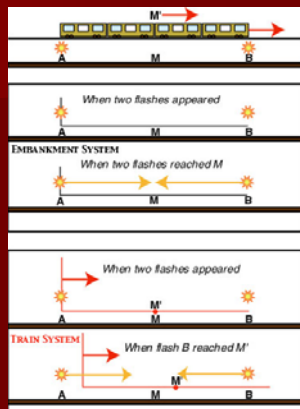 M'
A M B
When two flashes appeared
A M B
EMBANKMENT SYSTEM
When two flashes reached M
A M B
When two flashes appeared
M'
A M B
TRAIN SYSTEM
When flash B reached M'
M'
A M B